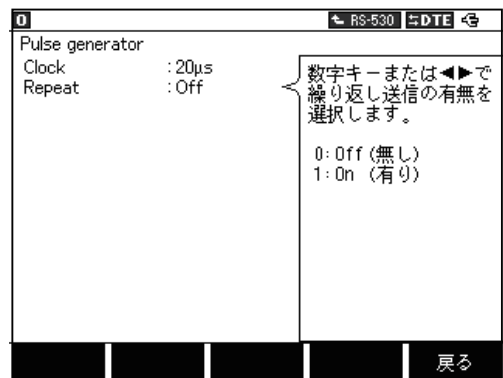 0 RS-530 DTE
Pulse generator
Clock :20μs
Repeat :Off
数字キーまたは◀▶で
繰り返し送信の有無を
選択します。
0:Off(無し)
1:On (有り)
戻る